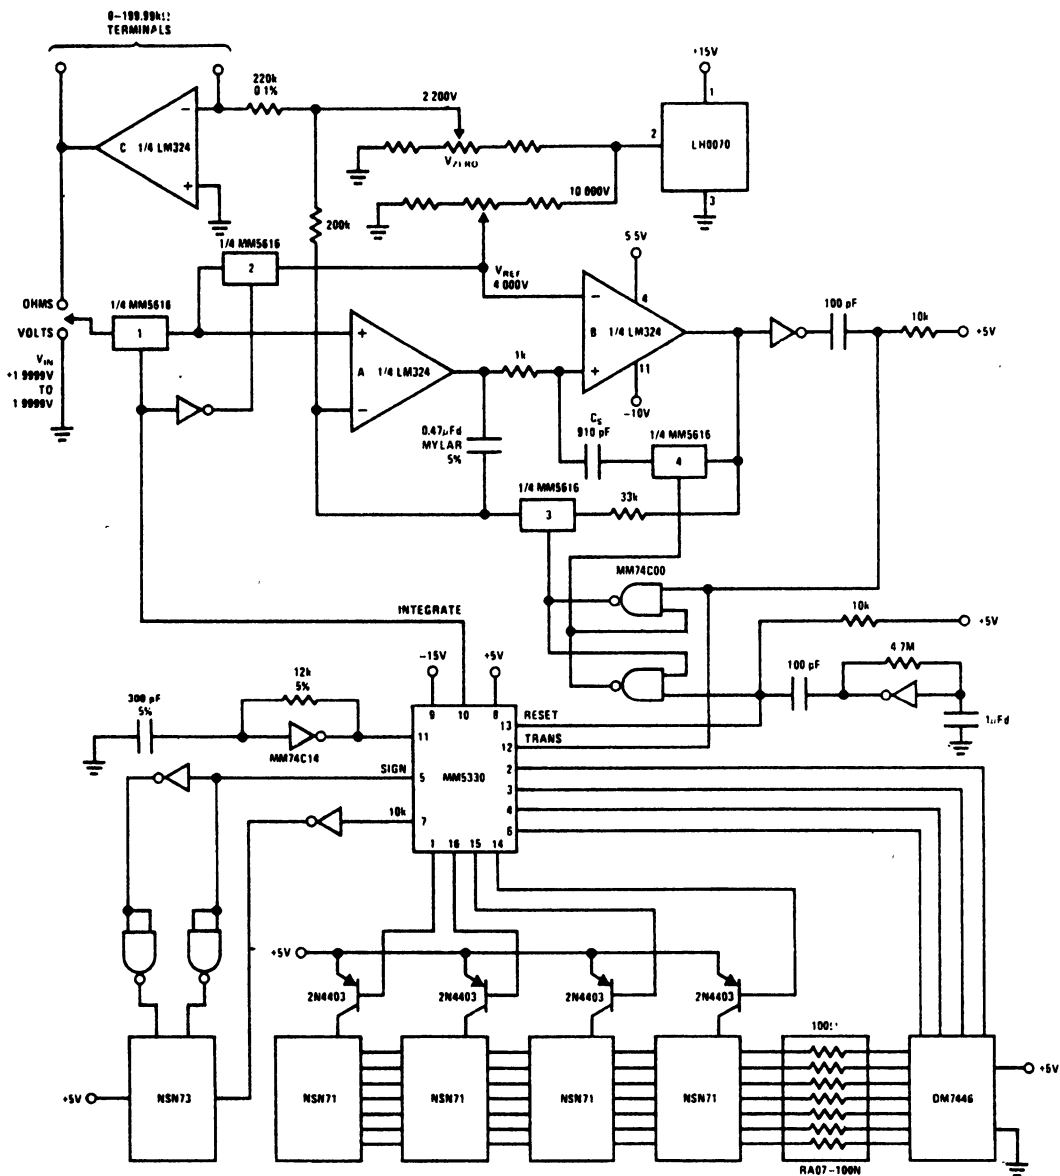 0-199.99kΩ
TERMINALS
+15V
1
220k
0.1%
2.200V
2
LH0070
C 1/4 LM324
-
+
VZERO
3
10.000V
200k
1/4 MM5616
2
5.5V
VREF
4.000V
OHMS
1/4 MM5616
1
VOLTS
4
-
B 1/4 LM324
+
11
-10V
100 pF
10k
+5V
+
A 1/4 LM324
-
1k
VIN
+1 9999V
TO
1 9999V
0.47µFd
MYLAR
5%
CS
910 pF
1/4 MM5616
4
1/4 MM5616
3
33k
MM74C00
INTEGRATE
10k
+5V
-15V
+5V
4.7M
100 pF
300 pF
5%
12k
5%
9
10
8
RESET
13
1µFd
MM74C14
11
TRANS
12
SIGN
5
MM5330
2
3
4
10k
7
6
1
16
15
14
+5V
2N4403
2N4403
2N4403
2N4403
100Ω
+5V
NSN73
NSN71
NSN71
NSN71
NSN71
DM7446
+5V
RA07-100N